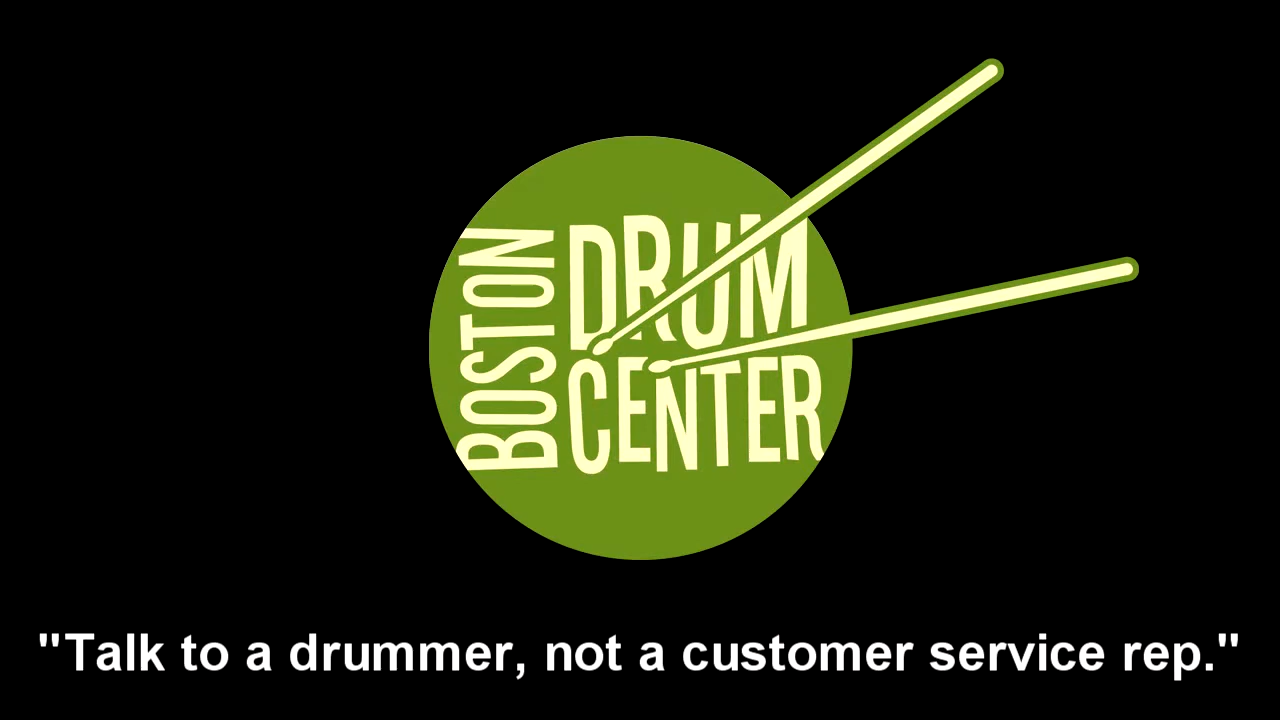 BOSTON
DRUM
CENTER
"Talk to a drummer, not a customer service rep."